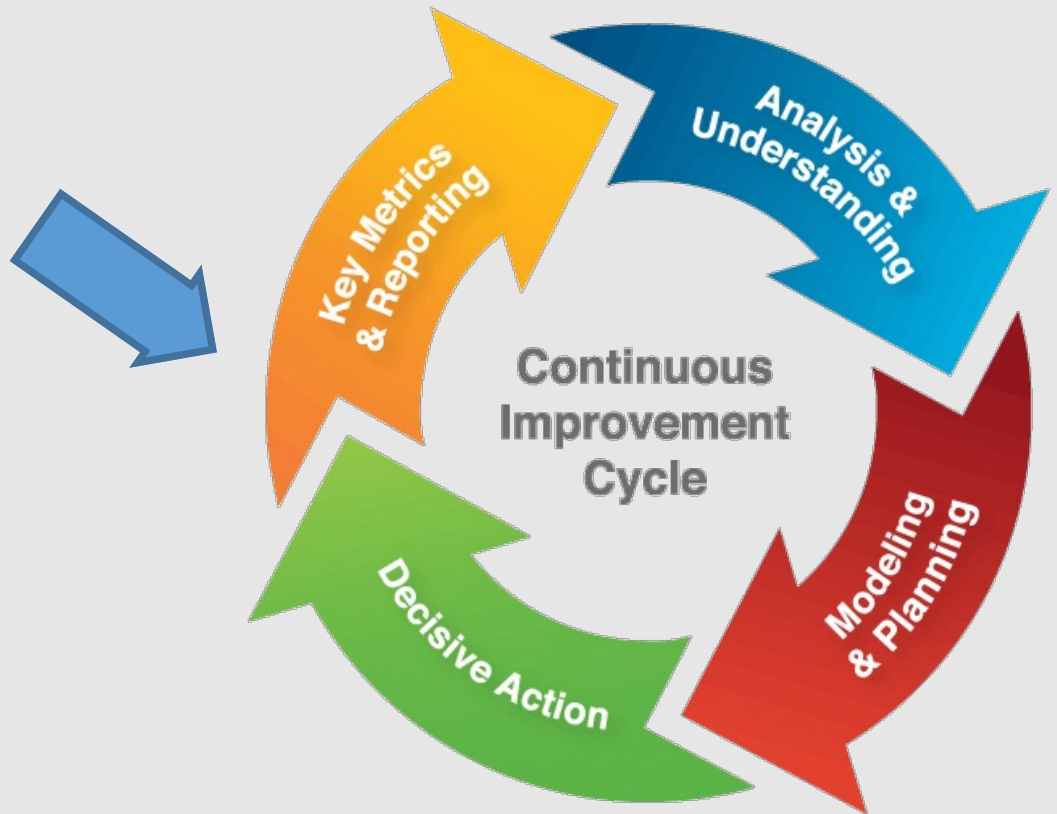 Key Metrics
& Reporting
Analysis &
Understanding
Modeling
& Planning
Decisive Action
Continuous
Improvement
Cycle